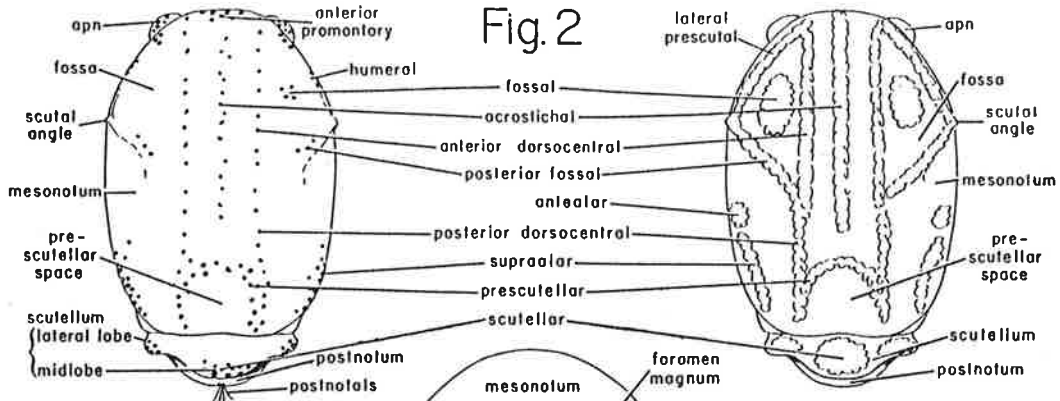 Fig. 2
apn
anterior promontory
fossa
humeral
scutal angle
mesonotum
pre-scutellar space
scutellum
lateral lobe
midlobe
postnotum
postnotals
fossal
acrostichal
anterior dorsocentral
posterior fossal
antealar
posterior dorsocentral
supraalar
prescutellar
scutellar
mesonotum
foramen magnum
lateral prescutal
apn
fossa
scutal angle
mesonotum
pre-scutellar space
scutellum
postnotum